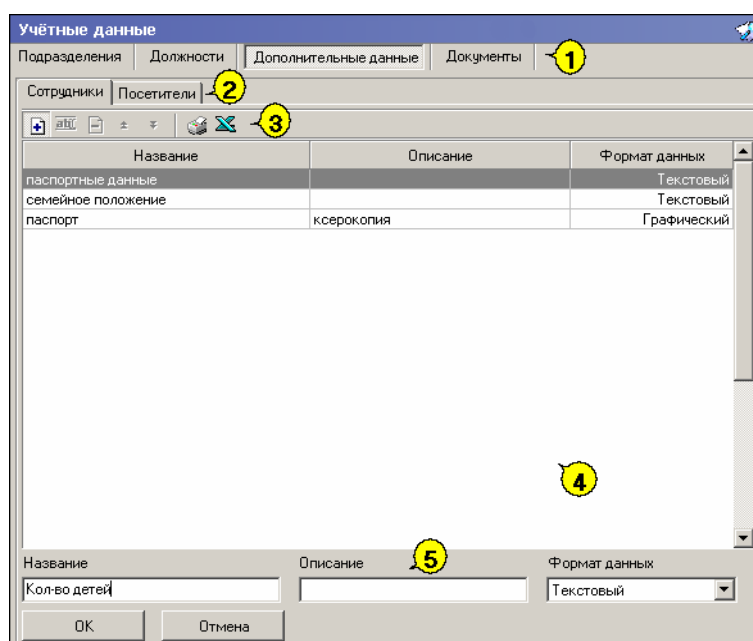 Учётные данные
Подразделения Должности Дополнительные данные Документы 1
Сотрудники Посетители 2
abl 3
Название Описание Формат данных
паспортные данные Текстовый
семейное положение Текстовый
паспорт ксерокопия Графический
4
Название Описание 5 Формат данных
Кол-во детей Текстовый
OK Отмена